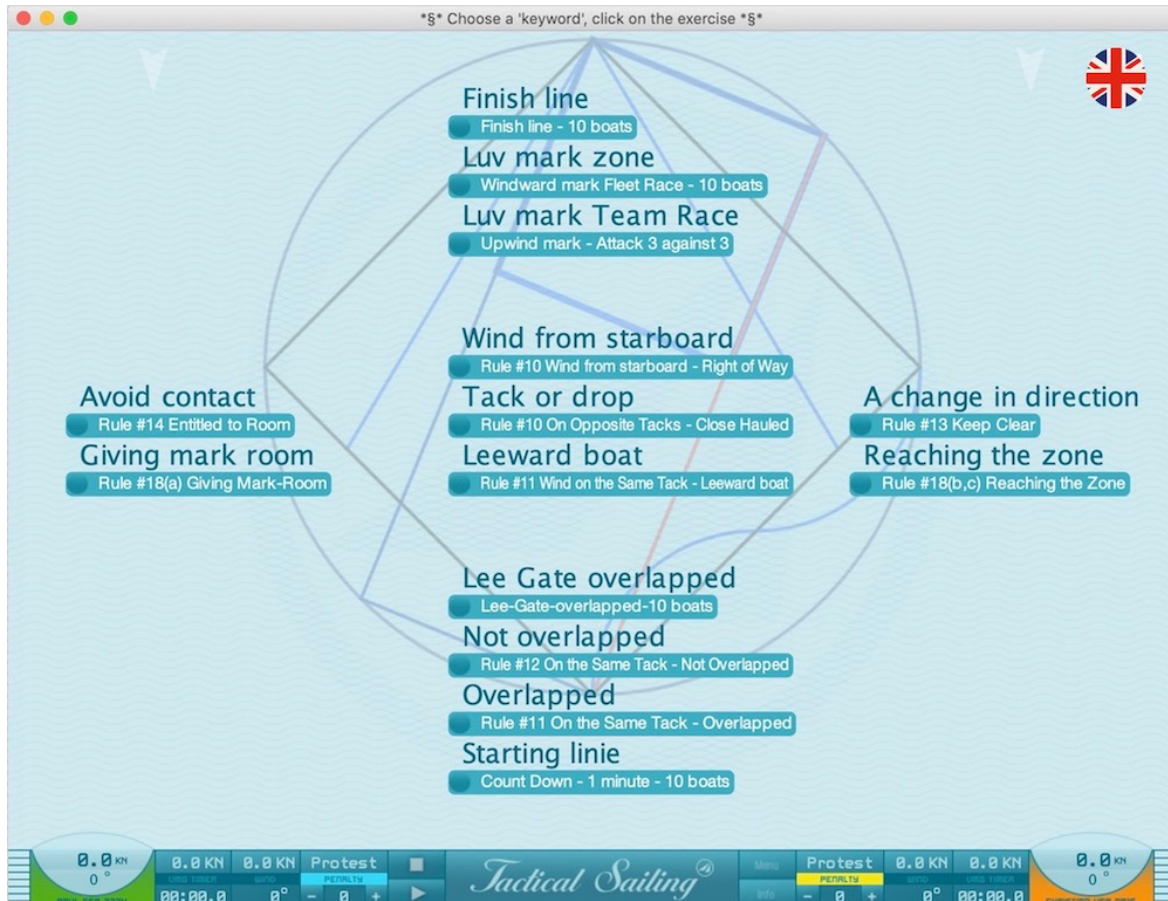 *§* Choose a 'keyword', click on the exercise *§*
Finish line
Finish line - 10 boats
Luv mark zone
Windward mark Fleet Race - 10 boats
Luv mark Team Race
Upwind mark - Attack 3 against 3
Wind from starboard
Rule #10 Wind from starboard - Right of Way
Avoid contact
Rule #14 Entitled to Room
Giving mark room
Rule #18(a) Giving Mark-Room
Tack or drop
Rule #10 On Opposite Tacks - Close Hauled
Leeward boat
Rule #11 Wind on the Same Tack - Leeward boat
A change in direction
Rule #13 Keep Clear
Reaching the zone
Rule #18(b,c) Reaching the Zone
Lee Gate overlapped
Lee-Gate-overlapped-10 boats
Not overlapped
Rule #12 On the Same Tack - Not Overlapped
Overlapped
Rule #11 On the Same Tack - Overlapped
Starting linie
Count Down - 1 minute - 10 boats
0.0 KN
0°
0.0 KN
VMG TIMER
00:00.0
0.0 KN
WIND
0°
Protest
PENALTY
- 0 +
Tactical Sailing
Menu
Info
Protest
PENALTY
- 0 +
0.0 KN
WIND
0°
0.0 KN
VMG TIMER
00:00.0
0.0 KN
0°